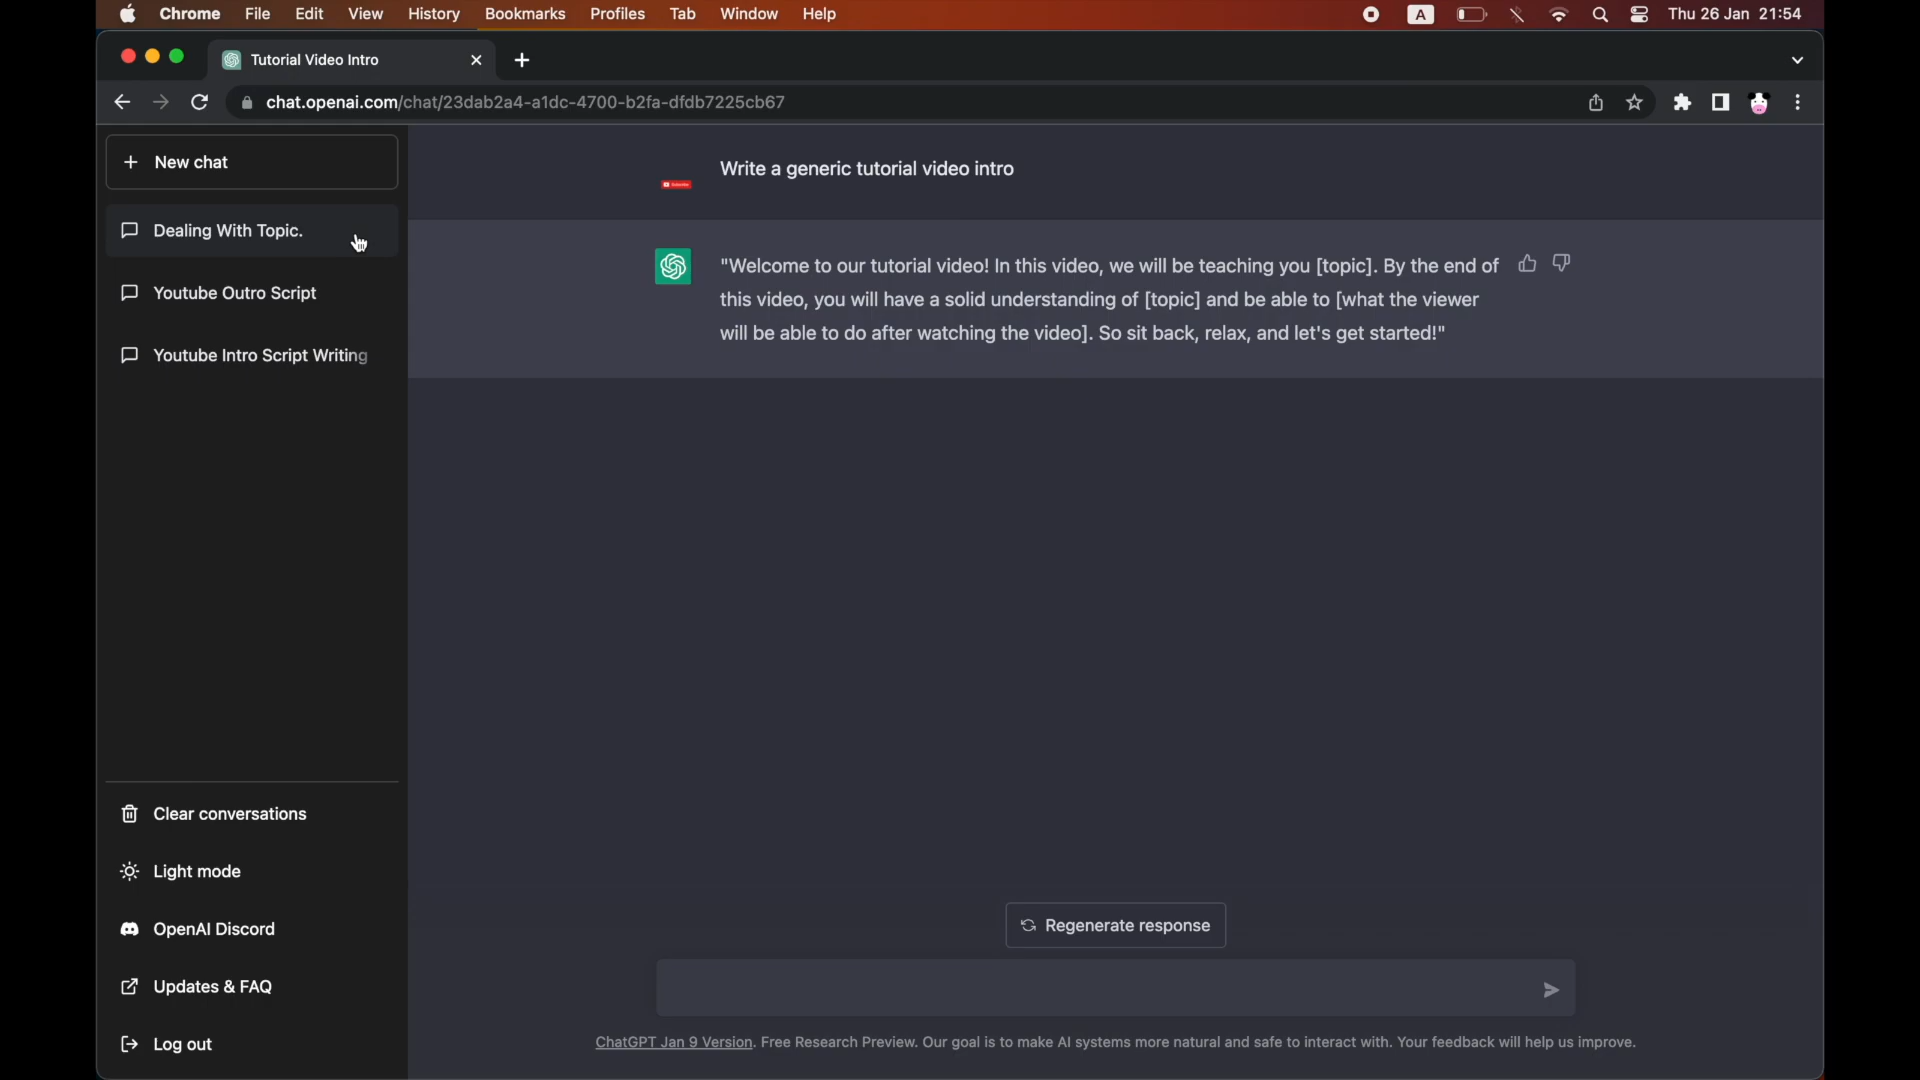 Chrome File Edit View History Bookmarks Profiles Tab Window Help A Thu 26 Jan 21:54
Tutorial Video Intro
chat.openai.com/chat/23dab2a4-a1dc-4700-b2fa-dfdb7225cb67
New chat
Dealing With Topic.
Youtube Outro Script
Youtube Intro Script Writing
Clear conversations
Light mode
OpenAI Discord
Updates & FAQ
Log out
Write a generic tutorial video intro
"Welcome to our tutorial video! In this video, we will be teaching you [topic]. By the end of
this video, you will have a solid understanding of [topic] and be able to [what the viewer
will be able to do after watching the video]. So sit back, relax, and let's get started!"
Regenerate response
ChatGPT Jan 9 Version. Free Research Preview. Our goal is to make AI systems more natural and safe to interact with. Your feedback will help us improve.